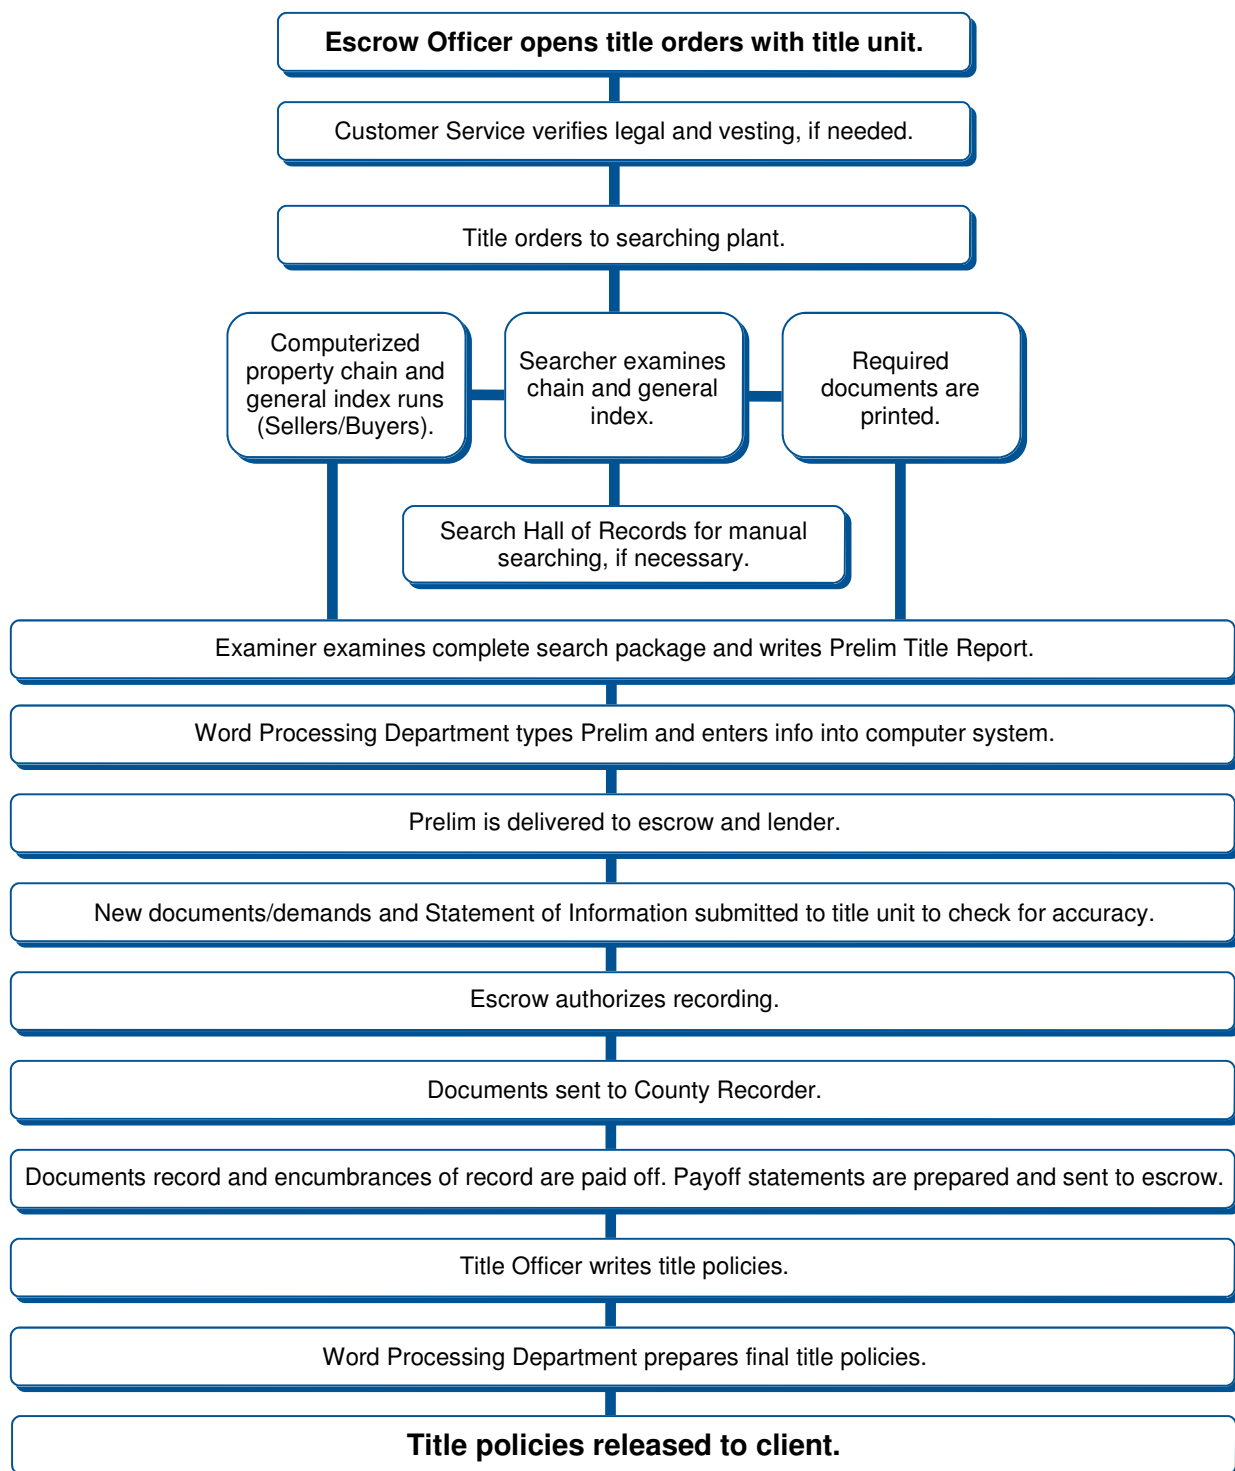 Escrow Officer opens title orders with title unit.
Customer Service verifies legal and vesting, if needed.
Title orders to searching plant.
Computerized
property chain and
general index runs
(Sellers/Buyers).
Searcher examines
chain and general
index.
Required
documents are
printed.
Search Hall of Records for manual
searching, if necessary.
Examiner examines complete search package and writes Prelim Title Report.
Word Processing Department types Prelim and enters info into computer system.
Prelim is delivered to escrow and lender.
New documents/demands and Statement of Information submitted to title unit to check for accuracy.
Escrow authorizes recording.
Documents sent to County Recorder.
Documents record and encumbrances of record are paid off. Payoff statements are prepared and sent to escrow.
Title Officer writes title policies.
Word Processing Department prepares final title policies.
Title policies released to client.